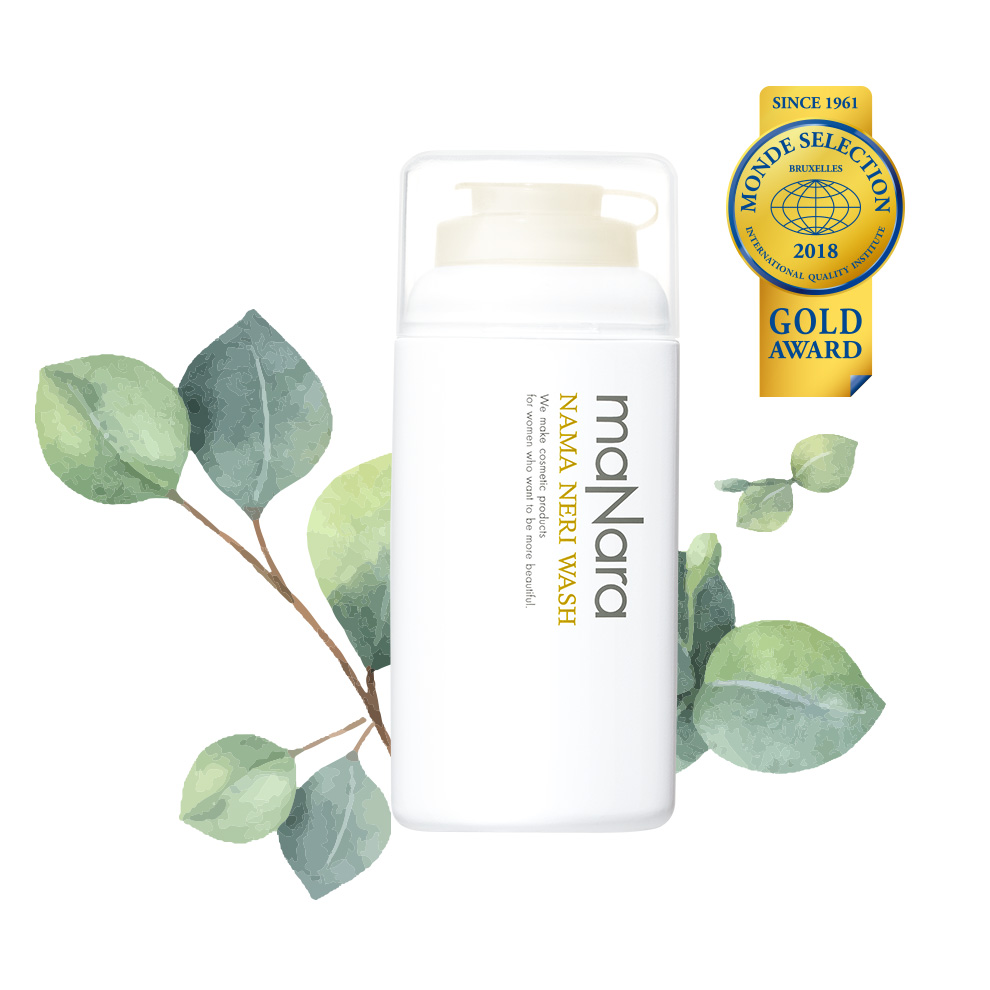 SINCE 1961
MONDE SELECTION
BRUXELLES
2018
INTERNATIONAL QUALITY INSTITUTE
GOLD
AWARD
maNara
NAMA NERI WASH
We make cosmetic products
for women who want to be more beautiful.